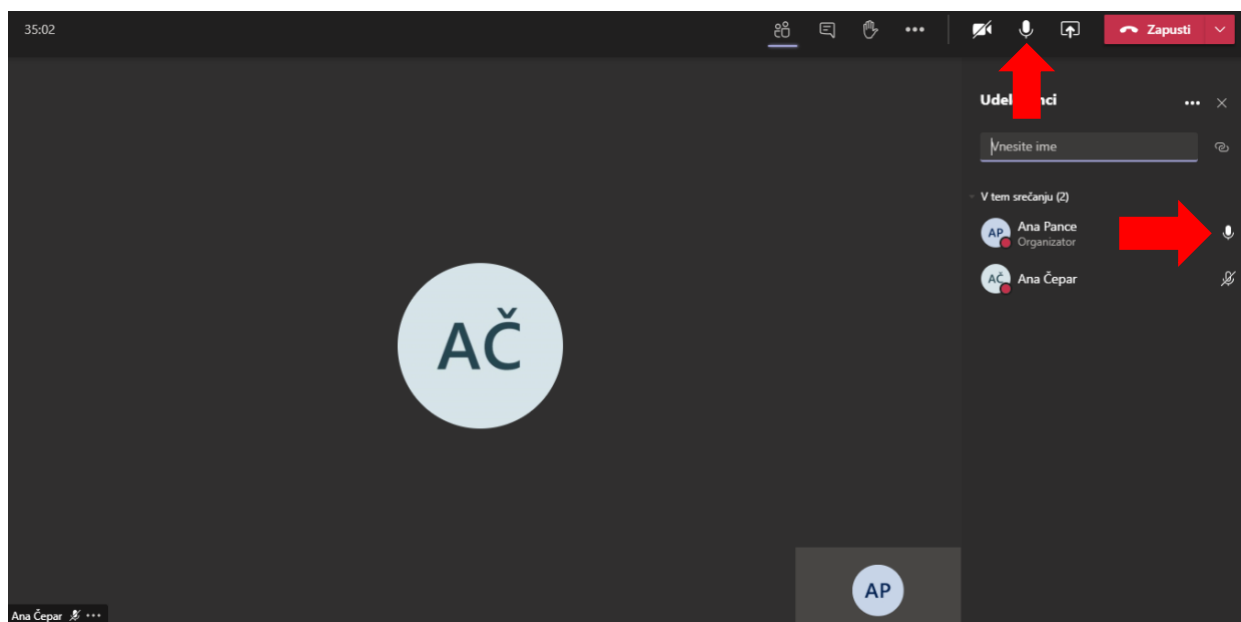 35:02
Zapusti
Vnesite ime
V tem srečanju (2)
AP
Ana Pance
Organizator
AČ
Ana Čepar
AČ
AP
Ana Čepar